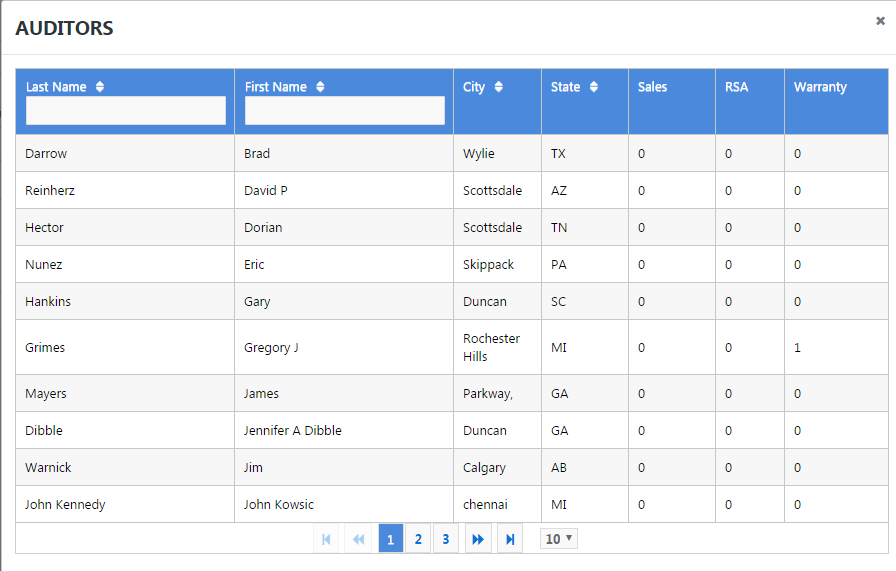 AUDITORS
Last Name First Name City State Sales RSA Warranty
Darrow Brad Wylie TX 0 0 0
Reinherz David P Scottsdale AZ 0 0 0
Hector Dorian Scottsdale TN 0 0 0
Nunez Eric Skippack PA 0 0 0
Hankins Gary Duncan SC 0 0 0
Grimes Gregory J Rochester Hills MI 0 0 1
Mayers James Parkway, GA 0 0 0
Dibble Jennifer A Dibble Duncan GA 0 0 0
Warnick Jim Calgary AB 0 0 0
John Kennedy John Kowsic chennai MI 0 0 0
1 2 3 10